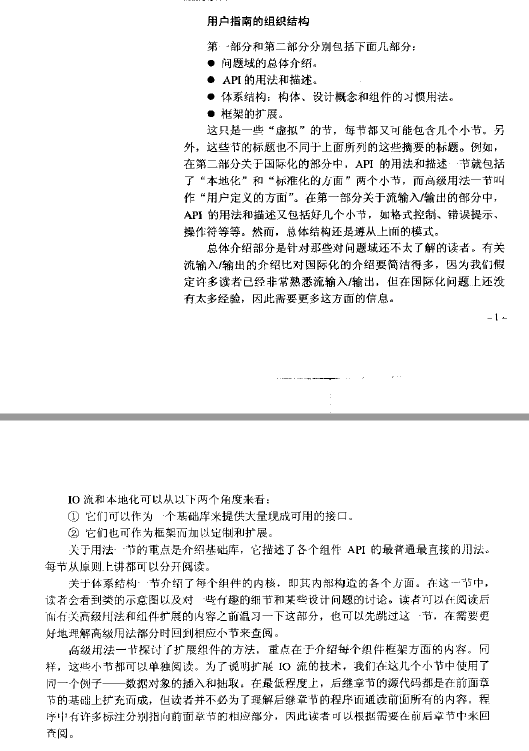 用户指南的组织结构
第一部分和第二部分分别包括下面几部分：
● 问题域的总体介绍。
● API的用法和描述。
● 体系结构：构体、设计概念和组件的习惯用法。
● 框架的扩展。
这只是一些“虚拟”的节，每节都又可能包含几个小节。另
外，这些节的标题也不同于上面所列的这些摘要的标题。例如，
在第二部分关于国际化的部分中，API 的用法和描述一节就包括
了“本地化”和“标准化的方面”两个小节，而高级用法一节叫
作“用户定义的方面”。在第一部分关于流输入/输出的部分中，
API 的用法和描述又包括好几个小节，如格式控制、错误提示、
操作符等等。然而，总体结构还是遵从上面的模式。
总体介绍部分是针对那些对问题域还不太了解的读者。有关
流输入/输出的介绍比对国际化的介绍要简洁得多，因为我们假
定许多读者已经非常熟悉流输入/输出，但在国际化问题上还没
有太多经验，因此需要更多这方面的信息。
– 1 –
IO 流和本地化可以从以下两个角度来看：
① 它们可以作为一个基础库来提供大量现成可用的接口。
② 它们也可作为框架而加以定制和扩展。
关于用法一节的重点是介绍基础库，它描述了各个组件 API 的最普通最直接的用法。
每节从原则上讲都可以分开阅读。
关于体系结构一节介绍了每个组件的内核，即其内部构造的各个方面。在这一节中，
读者会看到类的示意图以及对一些有趣的细节和某些设计问题的讨论。读者可以在阅读后
面有关高级用法和组件扩展的内容之前温习一下这部分，也可以先跳过这一节，在需要更
好地理解高级用法部分时回到相应小节来查阅。
高级用法一节探讨了扩展组件的方法，重点在于介绍每个组件框架方面的内容。同
样，这些小节都可以单独阅读。为了说明扩展 IO 流的技术，我们在这几个小节中使用了
同一个例子——数据对象的插入和抽取。在最低程度上，后继章节的源代码都是在前面章
节的基础上扩充而成，但读者并不必为了理解后继章节的程序而通读前面所有的内容。程
序中有许多标注分别指向前面章节的相应部分，因此读者可以根据需要在前后章节中来回
查阅。